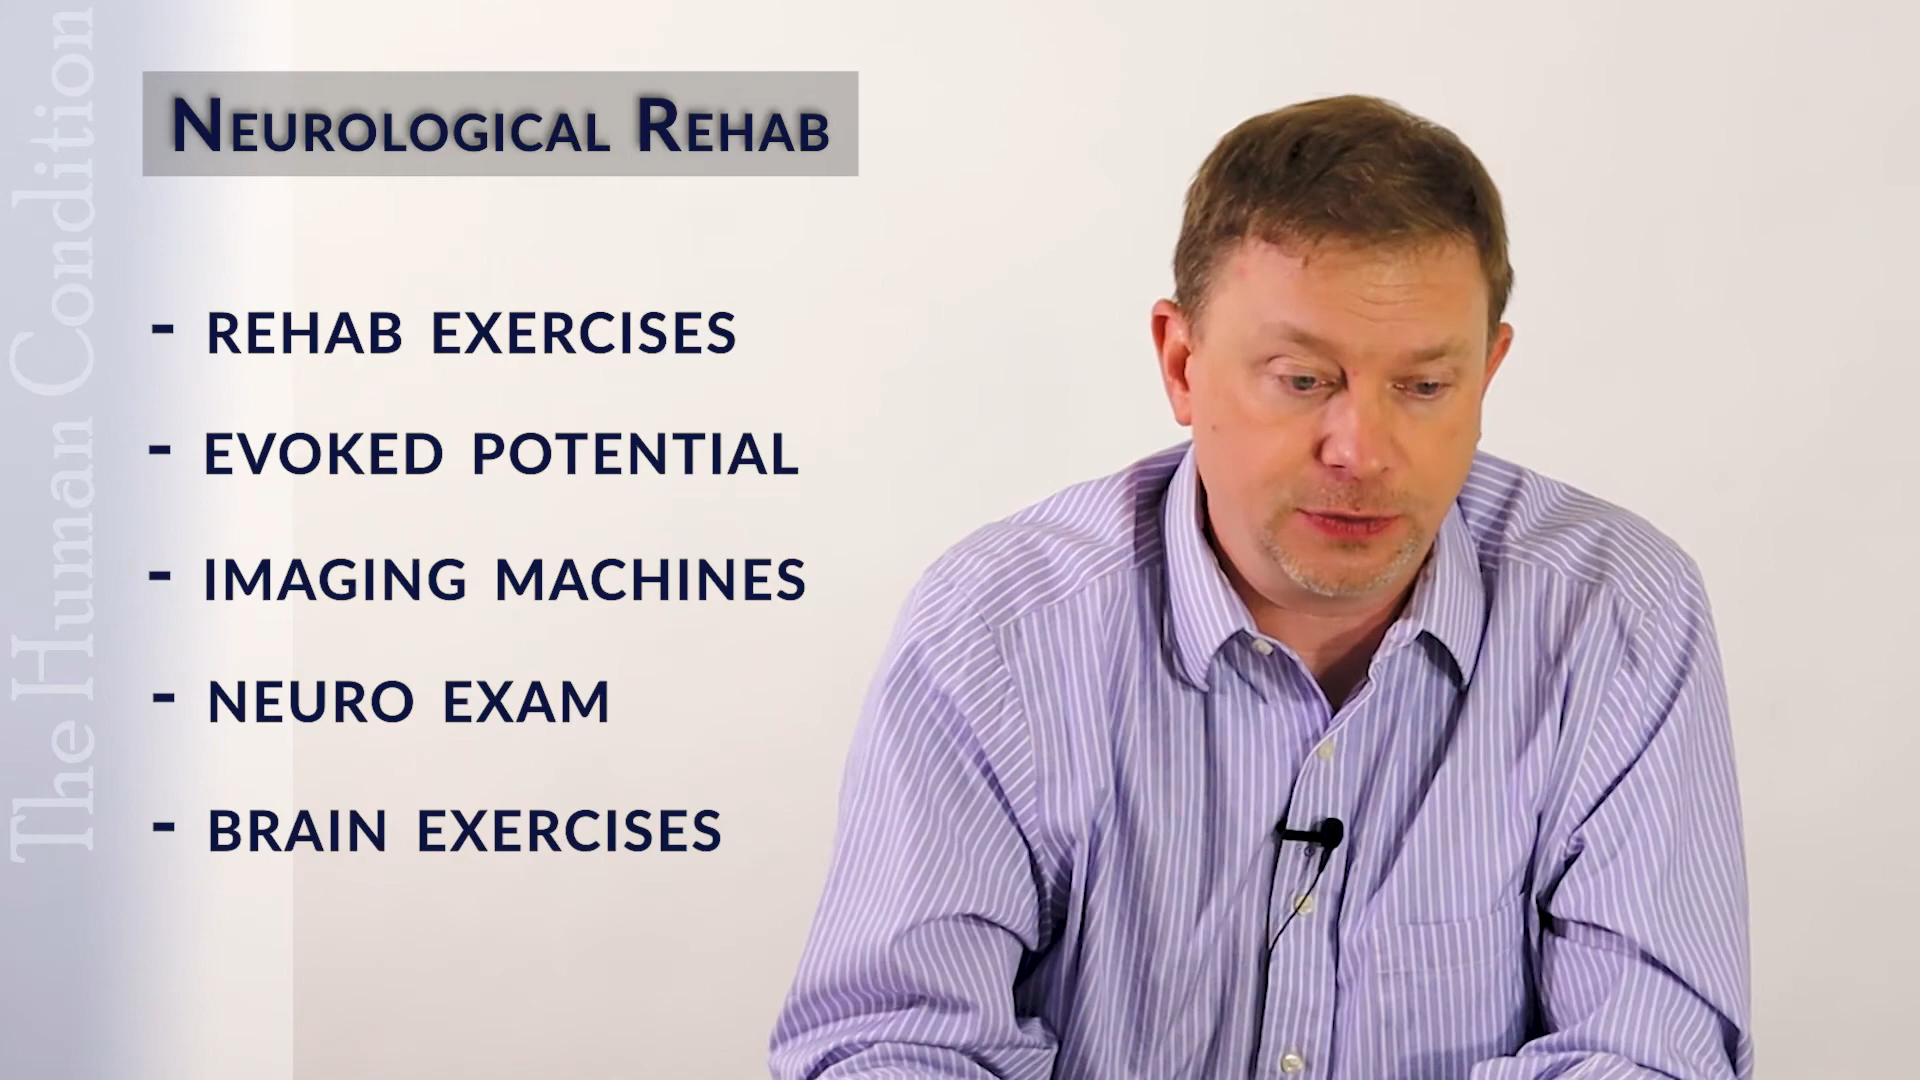 The Human Condition
Neurological Rehab
- rehab exercises
- evoked potential
- imaging machines
- neuro exam
- brain exercises